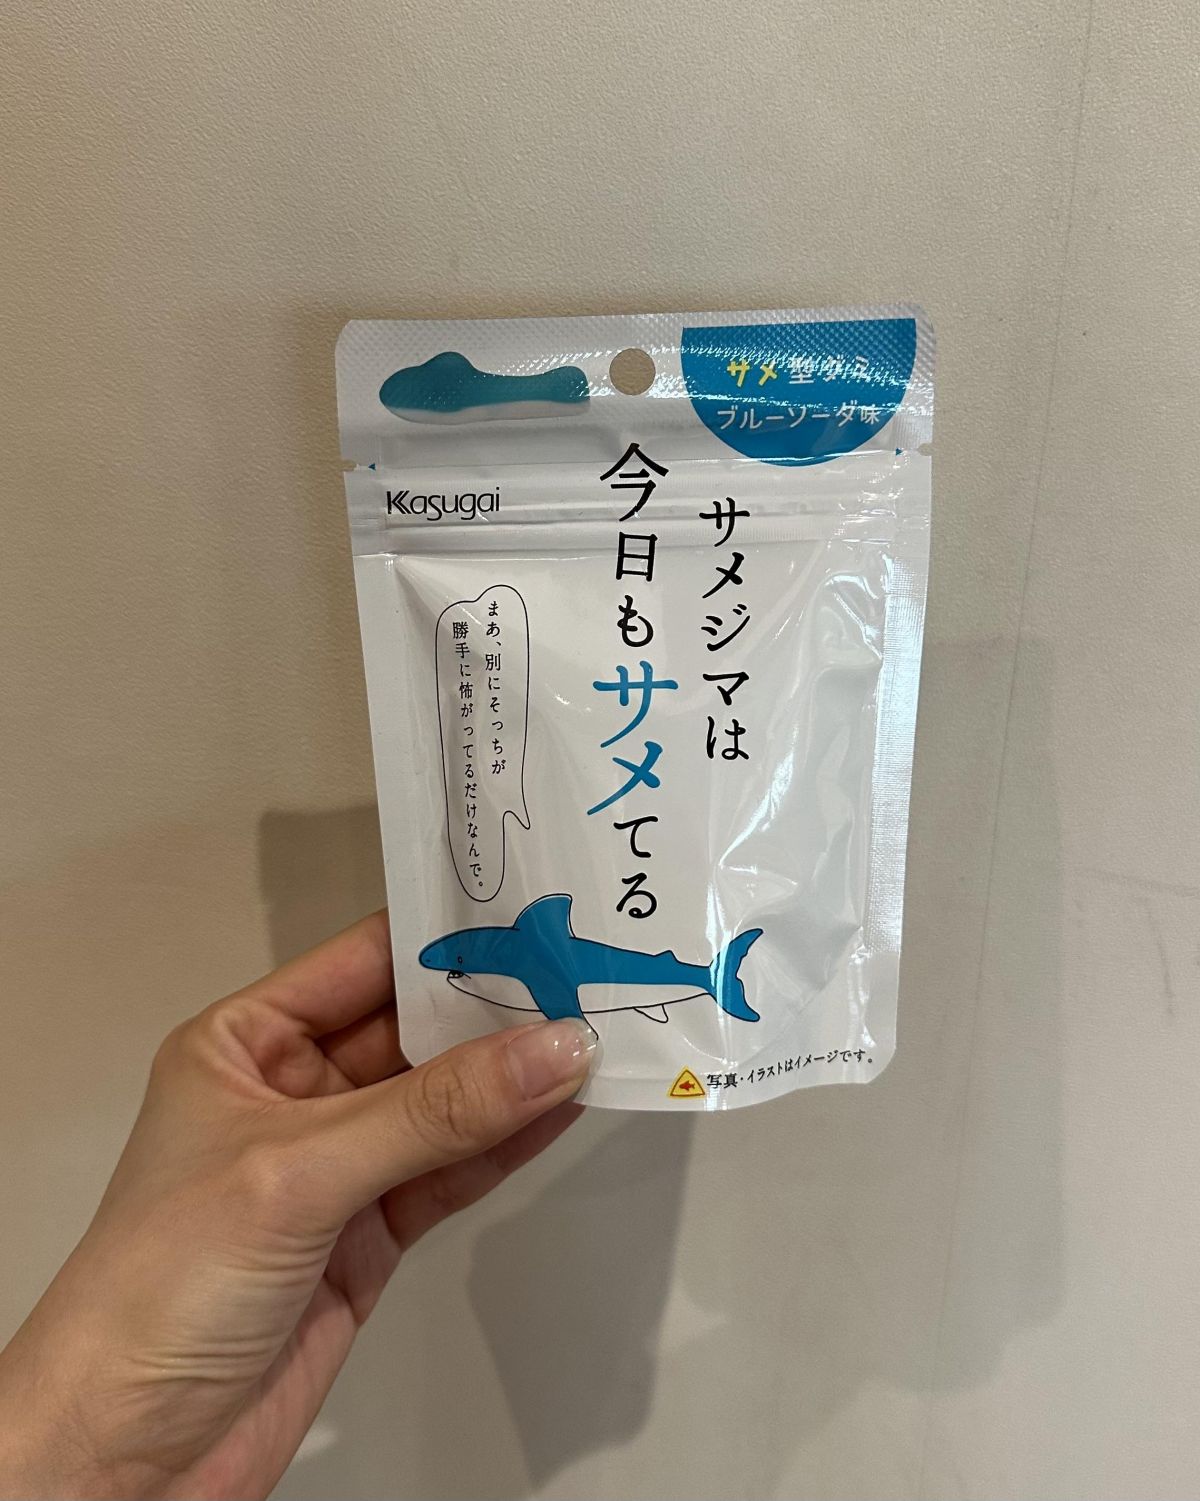 サメ型グミ
ブルーソーダ味
Kasugai
サメジマは
今日もサメてる
まあ、別にそっちが
勝手に怖がってるだけなんで。
写真・イラストはイメージです。